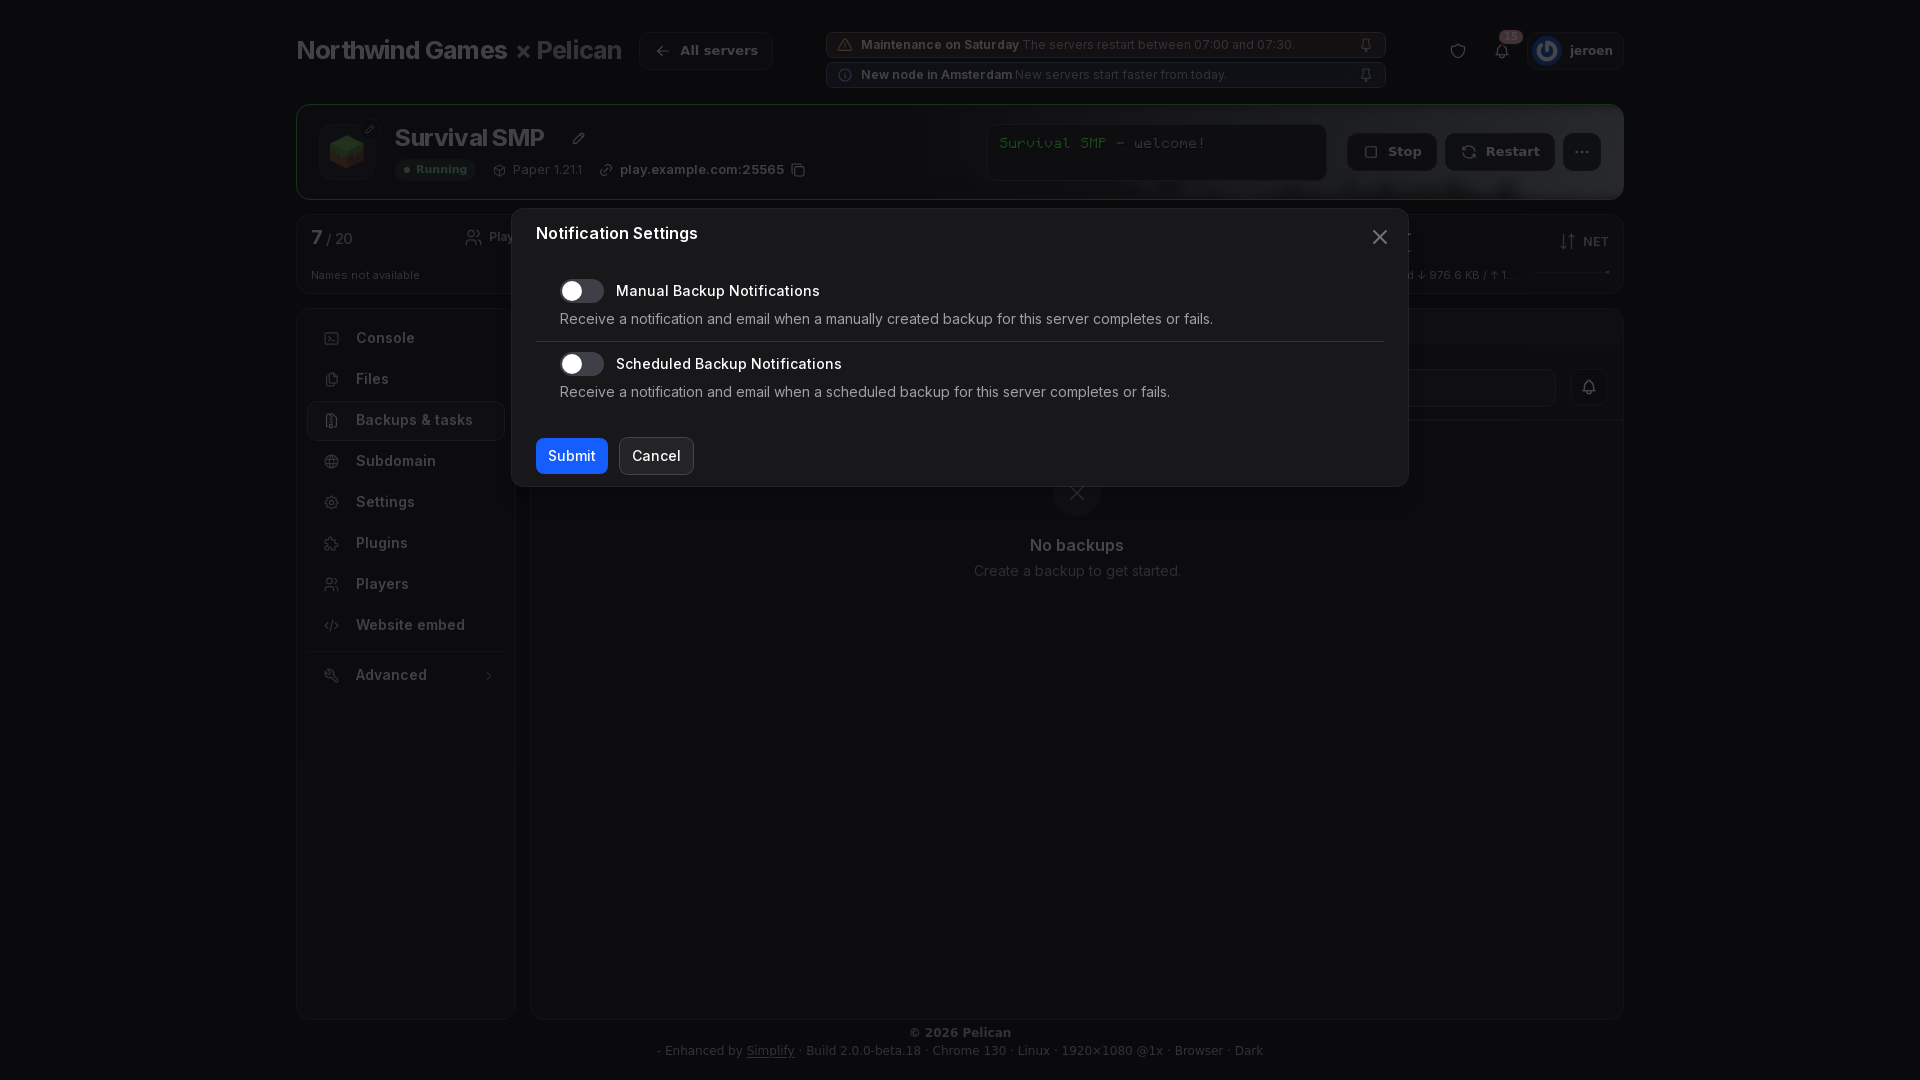 Northwind Games × Pelican
All servers
Maintenance on Saturday The servers restart between 07:00 and 07:30.
New node in Amsterdam New servers start faster from today.
15
jeroen
Survival SMP
Running
Paper 1.21.1
play.example.com:25565
Survival SMP - welcome!
Stop
Restart
7 / 20
Names not available
↓ 976.6 KB / ↑ 1...
NET
Notification Settings
Manual Backup Notifications
Receive a notification and email when a manually created backup for this server completes or fails.
Scheduled Backup Notifications
Receive a notification and email when a scheduled backup for this server completes or fails.
Submit
Cancel
Console
Files
Backups & tasks
Subdomain
Settings
Plugins
Players
Website embed
Advanced
No backups
Create a backup to get started.
© 2026 Pelican
- Enhanced by Simplify · Build 2.0.0-beta.18 · Chrome 130 · Linux · 1920×1080 @1x · Browser · Dark